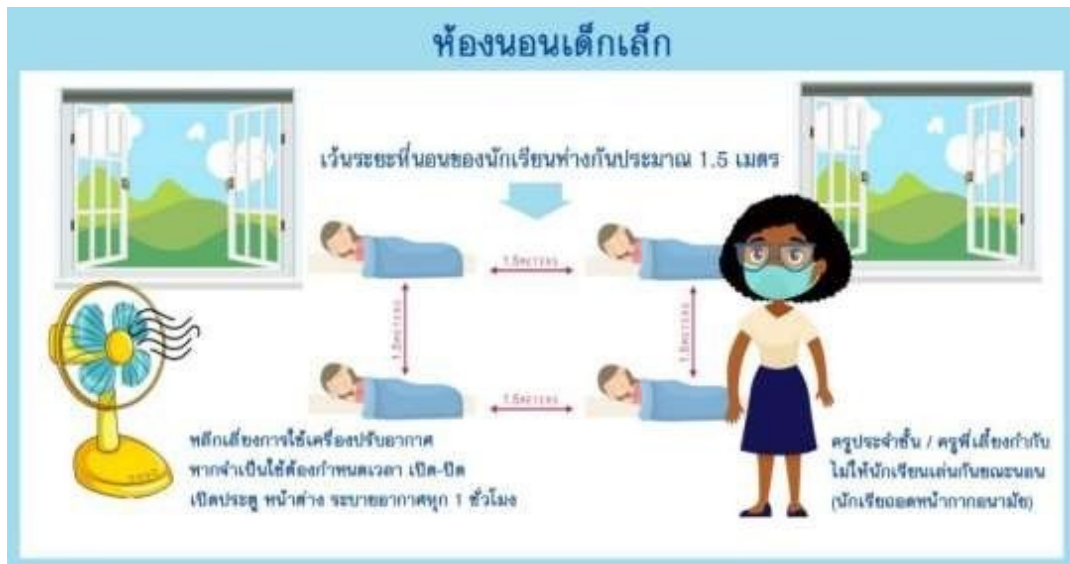 ห้องนอนเด็กเล็ก
เว้นระยะที่นอนของนักเรียนห่างกันประมาณ 1.5 เมตร
1.5METERS
1.5METERS
1.5METERS
1.5METERS
หลีกเลี่ยงการใช้เครื่องปรับอากาศ
หากจำเป็นใช้ต้องกำหนดเวลา เปิด-ปิด
เปิดประตู หน้าต่าง ระบายอากาศทุก 1 ชั่วโมง
ครูประจำชั้น / ครูพี่เลี้ยงกำกับ
ไม่ให้นักเรียนเล่นกันขณะนอน
(นักเรียถอดหน้ากากอนามัย)